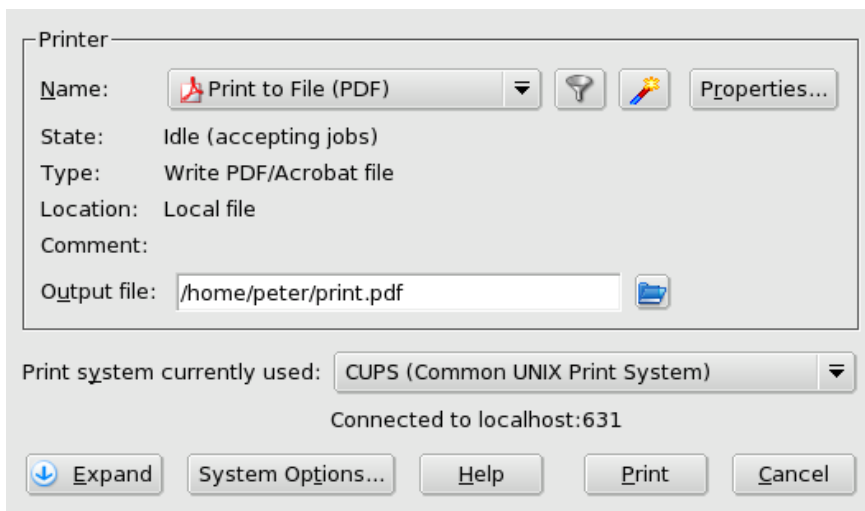 Printer
Name: Print to File (PDF) Properties...
State: Idle (accepting jobs)
Type: Write PDF/Acrobat file
Location: Local file
Comment:
Output file: /home/peter/print.pdf
Print system currently used: CUPS (Common UNIX Print System)
Connected to localhost:631
Expand System Options... Help Print Cancel